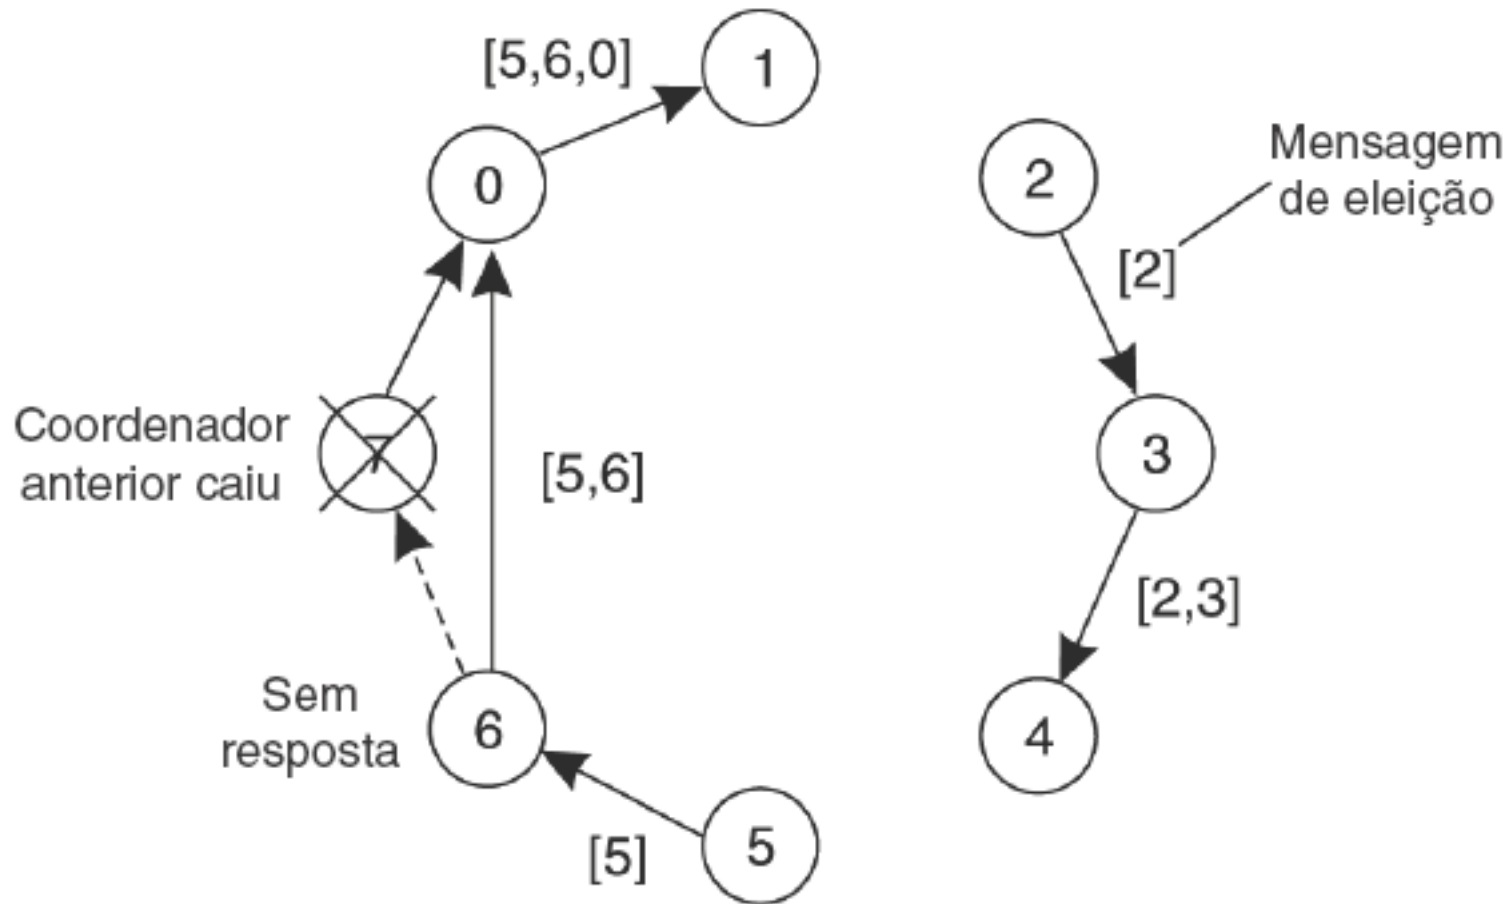 [5,6,0]
1
0
2
Mensagem
de eleição
[2]
Coordenador
anterior caiu
7
[5,6]
3
[2,3]
Sem
resposta
6
4
[5]
5